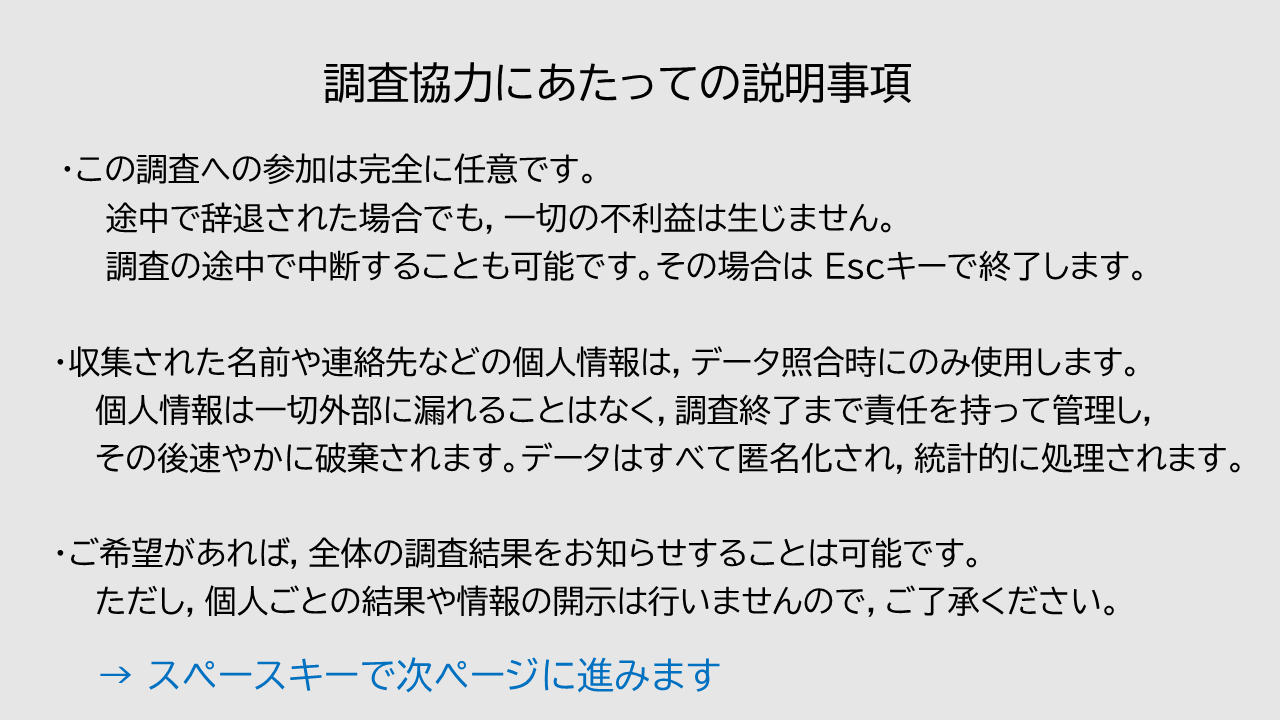 調査協力にあたっての説明事項
・この調査への参加は完全に任意です。
途中で辞退された場合でも, 一切の不利益は生じません。
調査の途中で中断することも可能です。その場合は Escキーで終了します。
・収集された名前や連絡先などの個人情報は, データ照合時にのみ使用します。
個人情報は一切外部に漏れることはなく, 調査終了まで責任を持って管理し,
その後速やかに破棄されます。データはすべて匿名化され, 統計的に処理されます。
・ご希望があれば, 全体の調査結果をお知らせすることは可能です。
ただし, 個人ごとの結果や情報の開示は行いませんので, ご了承ください。
→ スペースキーで次ページに進みます